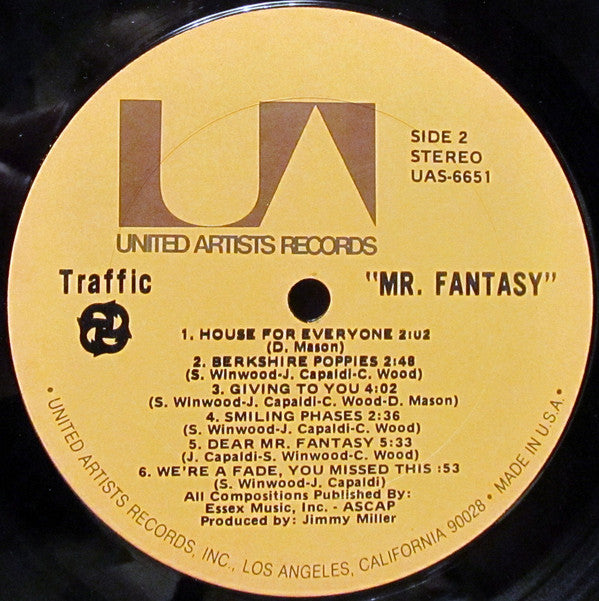 UA
SIDE 2
STEREO
UAS-6651
UNITED ARTISTS RECORDS
Traffic
"MR. FANTASY"
1. HOUSE FOR EVERYONE 2:02
(D. Mason)
2. BERKSHIRE POPPIES 2:48
(S. Winwood-J. Capaldi-C. Wood)
3. GIVING TO YOU 4:02
(S. Winwood-J. Capaldi-C. Wood-D. Mason)
4. SMILING PHASES 2:36
(S. Winwood-J. Capaldi-C. Wood)
5. DEAR MR. FANTASY 5:33
(J. Capaldi-S. Winwood-C. Wood)
6. WE'RE A FADE, YOU MISSED THIS :53
(S. Winwood-J. Capaldi)
All Compositions Published By:
Essex Music, Inc. - ASCAP
Produced by: Jimmy Miller
• UNITED ARTISTS RECORDS, INC., LOS ANGELES, CALIFORNIA 90028 • MADE IN U.S.A. •